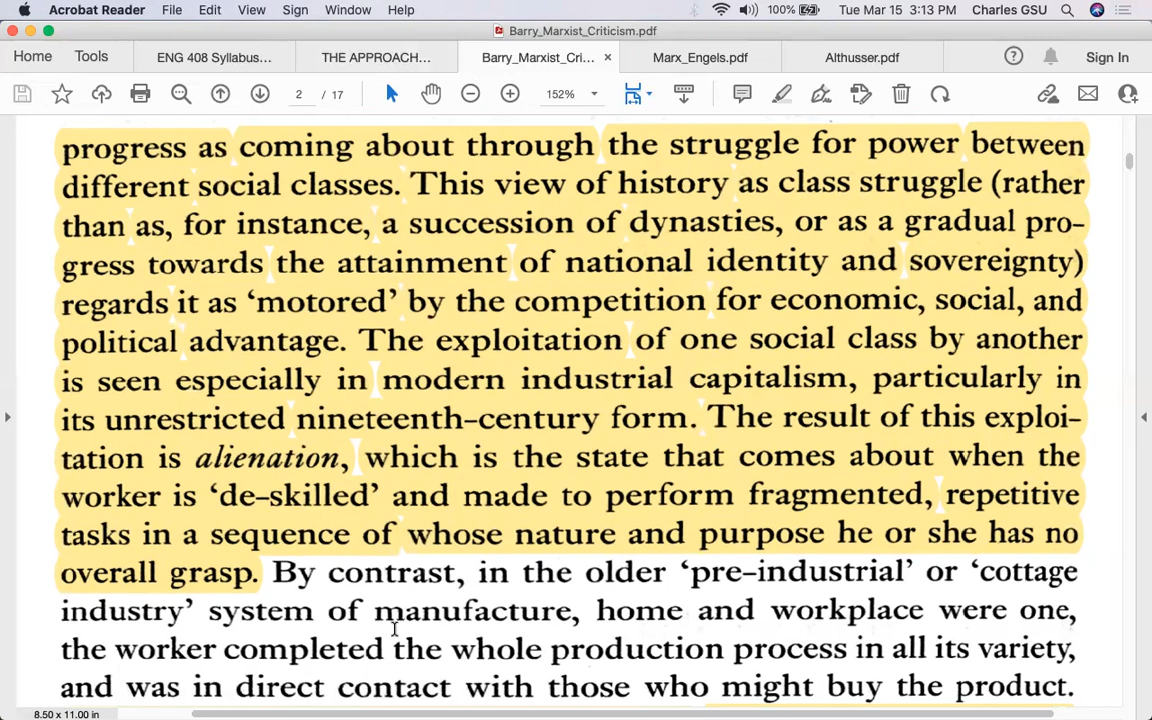 Acrobat Reader File Edit View Sign Window Help 100% Tue Mar 15 3:13 PM Charles GSU
Barry_Marxist_Criticism.pdf
Home Tools ENG 408 Syllabus... THE APPROACH... Barry_Marxist_Cri... × Marx_Engels.pdf Althusser.pdf Sign In
2 / 17 152%
progress as coming about through the struggle for power between
different social classes. This view of history as class struggle (rather
than as, for instance, a succession of dynasties, or as a gradual pro-
gress towards the attainment of national identity and sovereignty)
regards it as ‘motored’ by the competition for economic, social, and
political advantage. The exploitation of one social class by another
is seen especially in modern industrial capitalism, particularly in
its unrestricted nineteenth-century form. The result of this exploi-
tation is alienation, which is the state that comes about when the
worker is ‘de-skilled’ and made to perform fragmented, repetitive
tasks in a sequence of whose nature and purpose he or she has no
overall grasp. By contrast, in the older ‘pre-industrial’ or ‘cottage
industry’ system of manufacture, home and workplace were one,
the worker completed the whole production process in all its variety,
and was in direct contact with those who might buy the product.
8.50 x 11.00 in